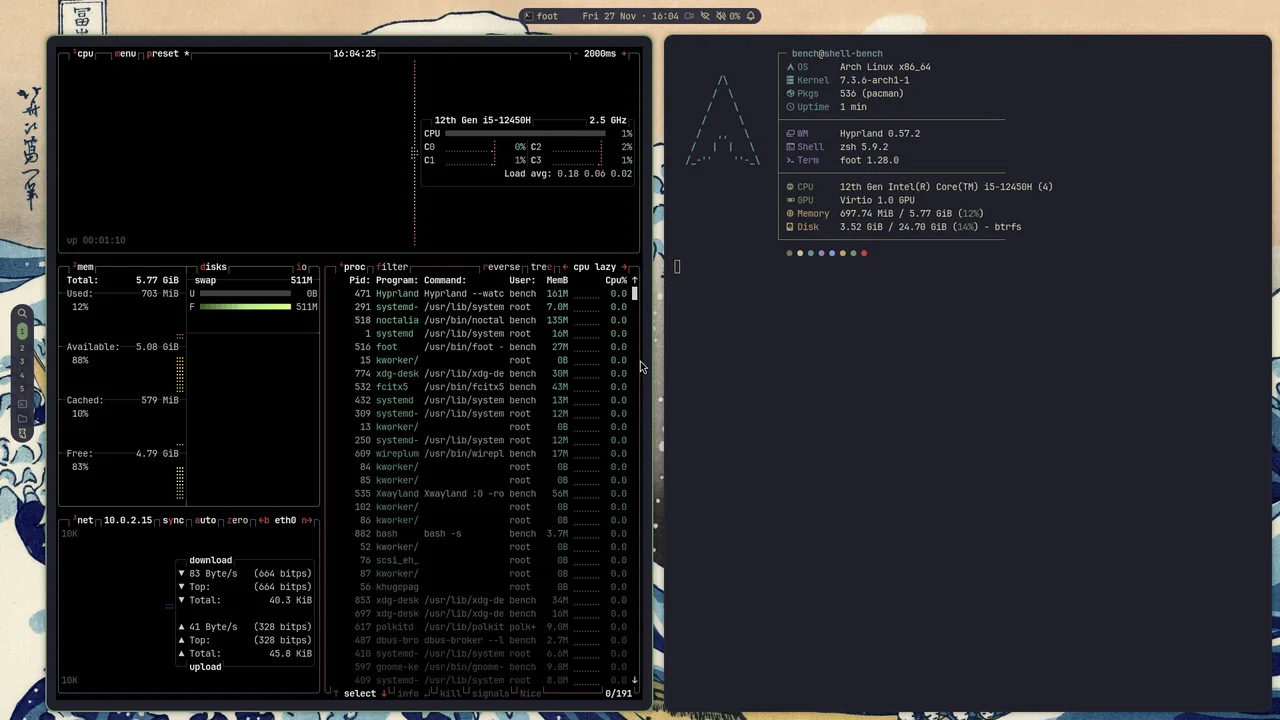 富
foot Fri 27 Nov · 16:04 0%
1
2
3
4
5
¹cpu menu preset * 16:04:25 - 2000ms +
12th Gen i5-12450H 2.5 GHz
CPU 1%
C0 0% C2 2%
C1 1% C3 1%
Load avg: 0.18 0.06 0.02
up 00:01:10
²mem disks io
Total: 5.77 GiB swap 511M
Used: 703 MiB U 0B
12% F 511M
Available: 5.08 GiB
88%
Cached: 579 MiB
10%
Free: 4.79 GiB
83%
³net 10.0.2.15 sync auto zero ←b eth0 n→
10K
download
▼ 83 Byte/s (664 bitps)
▼ Top: (664 bitps)
▼ Total: 40.3 KiB
▲ 41 Byte/s (328 bitps)
▲ Top: (328 bitps)
▲ Total: 45.8 KiB
upload
10K
⁴proc filter reverse tree ← cpu lazy →
Pid: Program: Command: User: MemB Cpu% ↑
471 Hyprland Hyprland --watc bench 161M 0.0
291 systemd- /usr/lib/system root 7.0M 0.0
518 noctalia /usr/bin/noctal bench 135M 0.0
1 systemd /usr/lib/system root 16M 0.0
516 foot /usr/bin/foot - bench 27M 0.0
15 kworker/ root 0B 0.0
774 xdg-desk /usr/lib/xdg-de bench 30M 0.0
532 fcitx5 /usr/bin/fcitx5 bench 43M 0.0
432 systemd /usr/lib/system bench 13M 0.0
309 systemd- /usr/lib/system root 12M 0.0
13 kworker/ root 0B 0.0
250 systemd- /usr/lib/system root 12M 0.0
609 wireplum /usr/bin/wirepl bench 17M 0.0
84 kworker/ root 0B 0.0
85 kworker/ root 0B 0.0
535 Xwayland Xwayland :0 -ro bench 56M 0.0
102 kworker/ root 0B 0.0
86 kworker/ root 0B 0.0
882 bash bash -s bench 3.7M 0.0
52 kworker/ root 0B 0.0
76 scsi_eh_ root 0B 0.0
87 kworker/ root 0B 0.0
56 khugepag root 0B 0.0
853 xdg-desk /usr/lib/xdg-de bench 34M 0.0
697 xdg-desk /usr/lib/xdg-de bench 16M 0.0
617 polkitd /usr/lib/polkit polk+ 9.0M 0.0
487 dbus-bro dbus-broker --l bench 2.7M 0.0
410 systemd- /usr/lib/system root 6.6M 0.0
597 gnome-ke /usr/bin/gnome- bench 9.0M 0.0
409 systemd- /usr/lib/system root 8.0M 0.0 ↓
↑ select ↓ info ↵ kill signals Nice 0/191
bench@shell-bench
OS Arch Linux x86_64
Kernel 7.3.6-arch1-1
Pkgs 536 (pacman)
Uptime 1 min
WM Hyprland 0.57.2
Shell zsh 5.9.2
Term foot 1.28.0
CPU 12th Gen Intel(R) Core(TM) i5-12450H (4)
GPU Virtio 1.0 GPU
Memory 697.74 MiB / 5.77 GiB (12%)
Disk 3.52 GiB / 24.70 GiB (14%) - btrfs